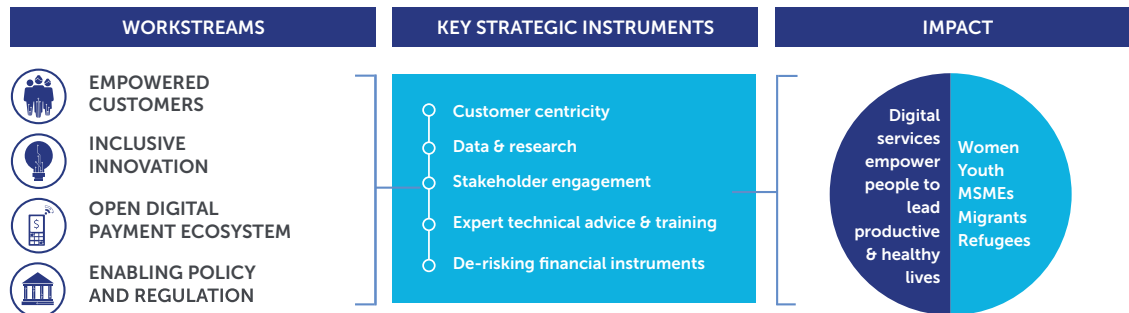 WORKSTREAMS
EMPOWERED
CUSTOMERS
INCLUSIVE
INNOVATION
$
OPEN DIGITAL
PAYMENT ECOSYSTEM
ENABLING POLICY
AND REGULATION
KEY STRATEGIC INSTRUMENTS
Customer centricity
Data & research
Stakeholder engagement
Expert technical advice & training
De-risking financial instruments
IMPACT
Digital
services
empower
people to
lead
productive
& healthy
lives
Women
Youth
MSMEs
Migrants
Refugees